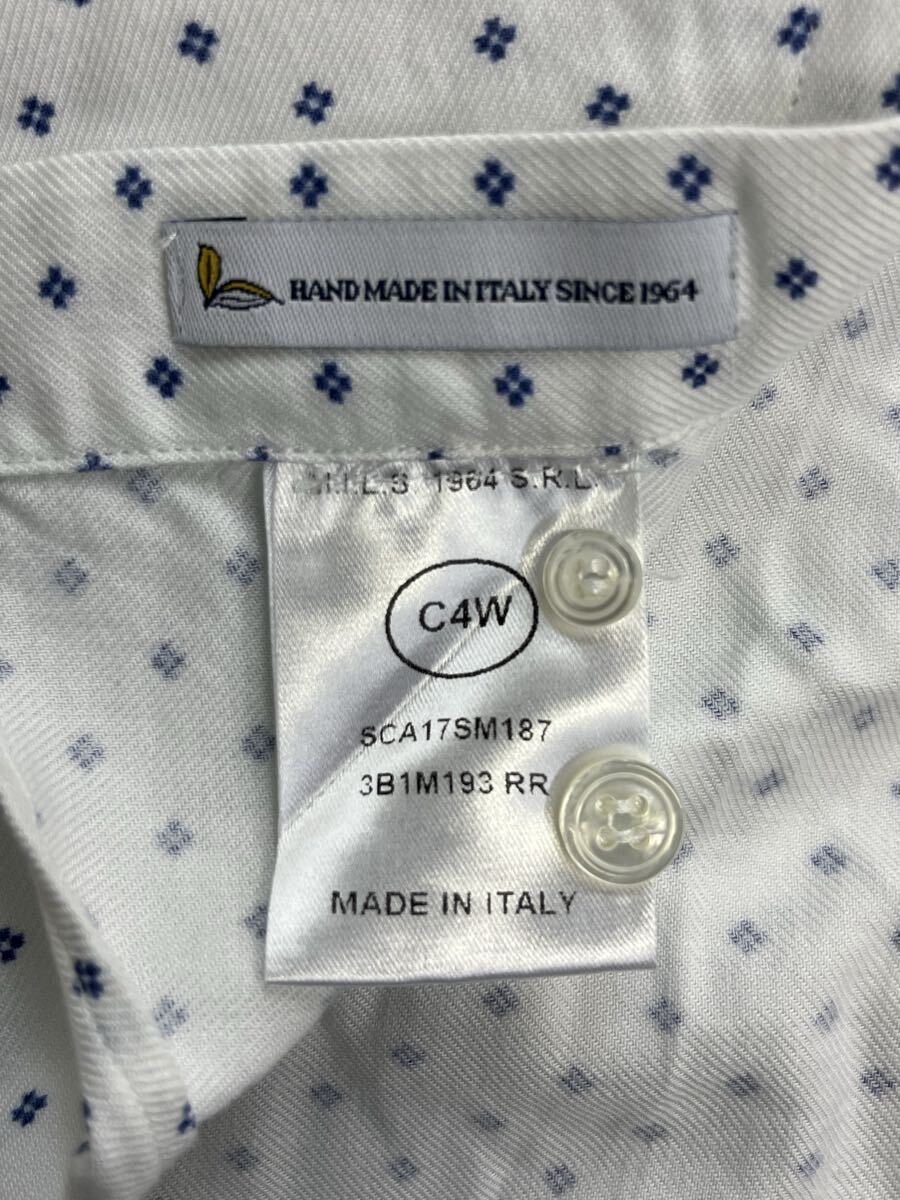 HAND MADE IN ITALY SINCE 1964
M.I.L.S 1964 S.R.L.
C4W
SCA17SM187
3B1M193 RR
MADE IN ITALY